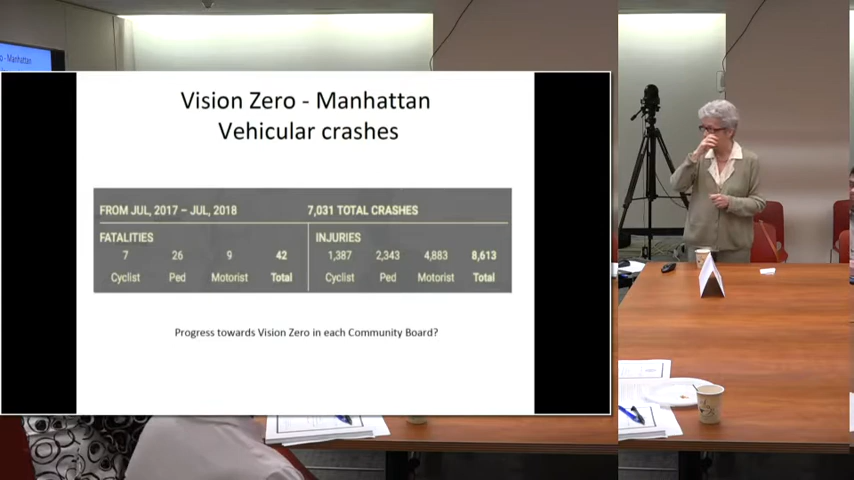 o - Manhattan
Vision Zero - Manhattan
Vehicular crashes
FROM JUL, 2017 – JUL, 2018 7,031 TOTAL CRASHES
FATALITIES INJURIES
7 26 9 42 1,387 2,343 4,883 8,613
Cyclist Ped Motorist Total Cyclist Ped Motorist Total
Progress towards Vision Zero in each Community Board?